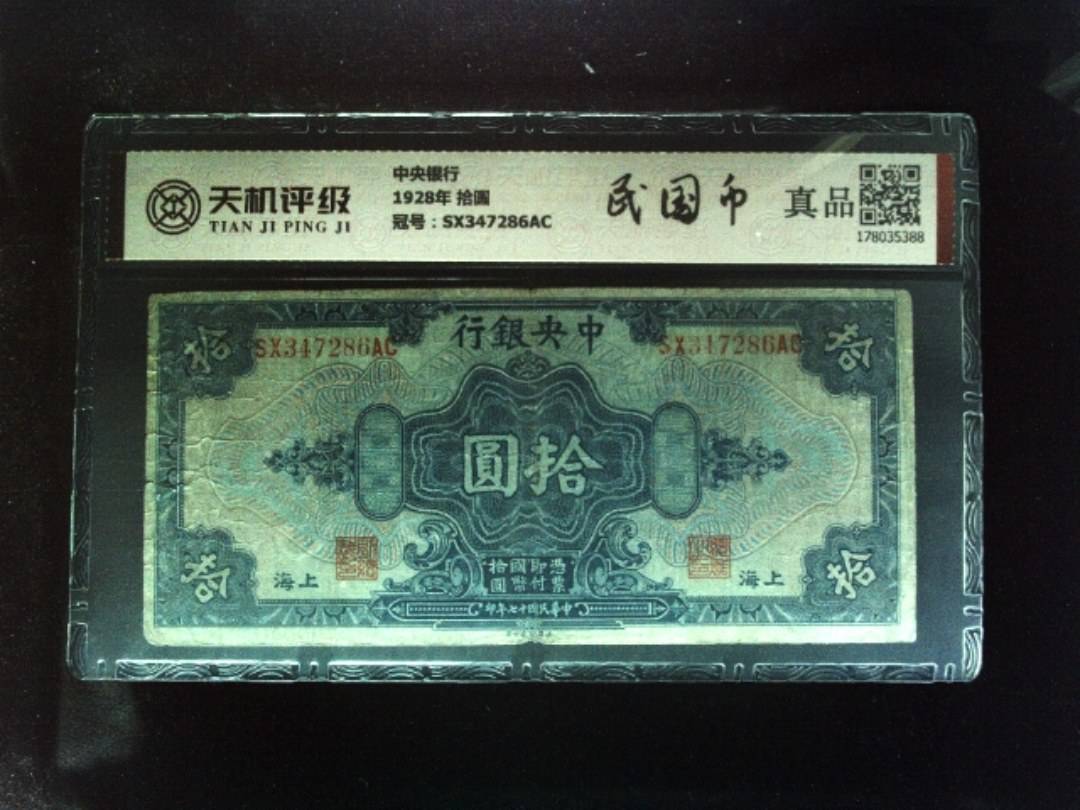 天机评级
TIAN JI PING JI
中央银行
1928年 拾圆
冠号：SX347286AC
民国币
真品
178035388
中央銀行
SX347286AC
SX347286AC
拾
拾
拾圓
憑票即付國幣拾圓
上海
上海
拾
拾
中華民國十七年印